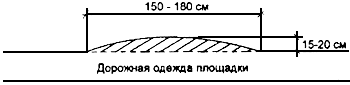 150 - 180 см
15-20 см
Дорожная одежда площадки